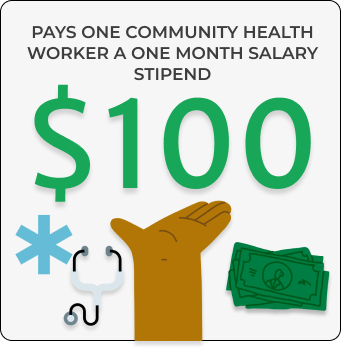 PAYS ONE COMMUNITY HEALTH
WORKER A ONE MONTH SALARY
STIPEND
$100